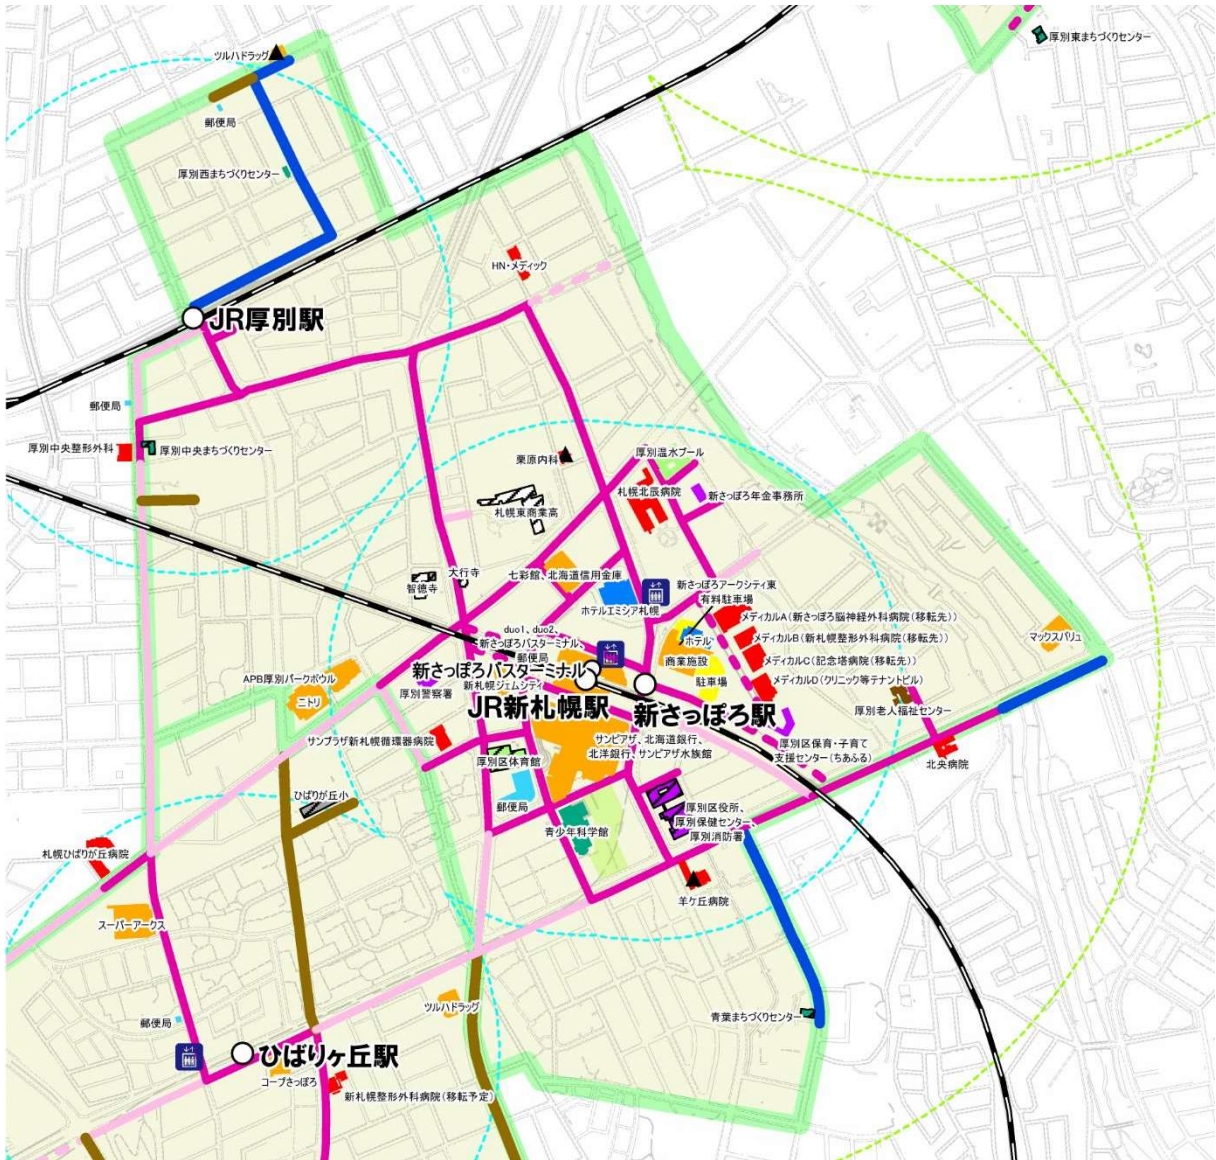 厚別東まちづくりセンター
ツルハドラッグ
郵便局
厚別西まちづくりセンター
HN・メディック
JR厚別駅
郵便局
厚別中央整形外科
厚別中央まちづくりセンター
栗原内科
厚別温水プール
札幌北辰病院
新さっぽろ年金事務所
札幌東商業高
大行寺
智徳寺
七彩館、北海道信用金庫
ホテルエミシア札幌
新さっぽろアークシティ東
有料駐車場
メディカルA(新さっぽろ脳神経外科病院(移転先))
ホテル
メディカルB(新札幌整形外科病院(移転先))
マックスバリュ
duo1、duo2、
新さっぽろバスターミナル、
郵便局
商業施設
メディカルC(記念塔病院(移転先))
新さっぽろバスターミナル
駐車場
メディカルD(クリニック等テナントビル)
APB厚別パークボウル
ニトリ
厚別警察署
新札幌ジェムシティ
厚別老人福祉センター
JR新札幌駅
新さっぽろ駅
サンプラザ新札幌循環器病院
サンピアザ、北海道銀行、
北洋銀行、サンピアザ水族館
厚別区保育・子育て
支援センター(ちあふる)
厚別区体育館
北央病院
ひばりが丘小
郵便局
厚別区役所、
厚別保健センター、
厚別消防署
青少年科学館
札幌ひばりが丘病院
羊ケ丘病院
スーパーアークス
ツルハドラッグ
青葉まちづくりセンター
郵便局
ひばりヶ丘駅
コープさっぽろ
新札幌整形外科病院(移転予定)